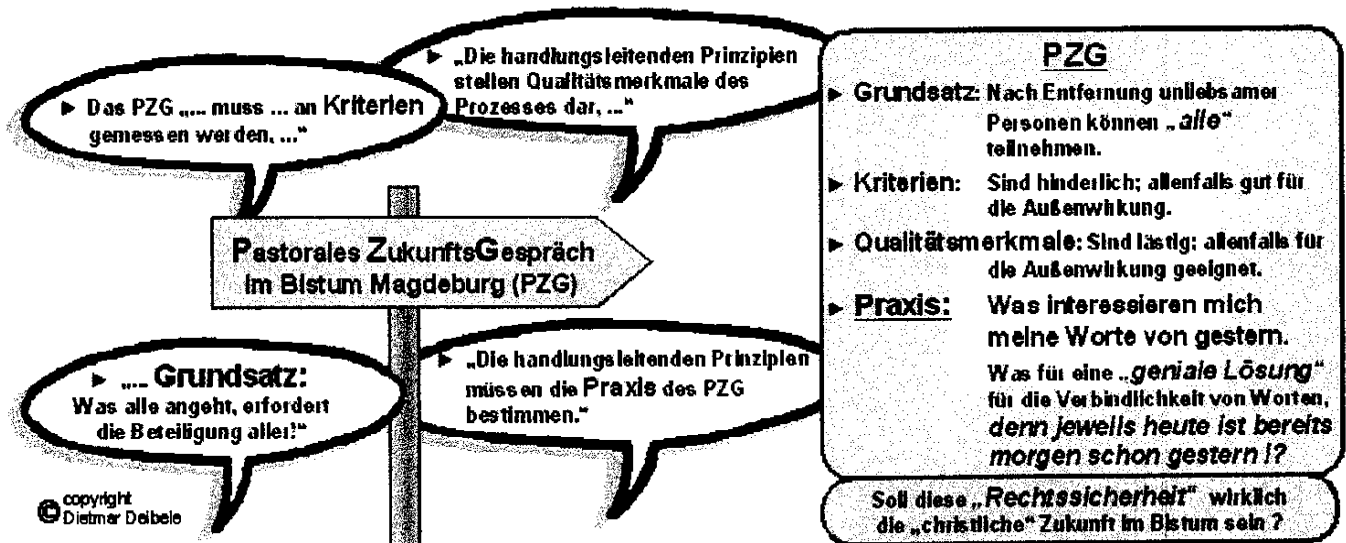 ► Das PZG „... muss ... an Kriterien
gemessen werden, ...“
► „Die handlungsleitenden Prinzipien
stellen Qualitätsmerkmale des
Prozesses dar, ...“
Pastorales ZukunftsGespräch
im Bistum Magdeburg (PZG)
► „... Grundsatz:
Was alle angeht, erfordert
die Beteiligung aller!“
► „Die handlungsleitenden Prinzipien
müssen die Praxis des PZG
bestimmen.“
© copyright
Dietmar Deibele
PZG
► Grundsatz: Nach Entfernung unliebsamer
Personen können „alle“
teilnehmen.
► Kriterien: Sind hinderlich; allenfalls gut für
die Außenwirkung.
► Qualitätsmerkmale: Sind lästig; allenfalls für
die Außenwirkung geeignet.
► Praxis: Was interessieren mich
meine Worte von gestern.
Was für eine „geniale Lösung“
für die Verbindlichkeit von Worten,
denn jeweils heute ist bereits
morgen schon gestern !?
Soll diese „Rechtssicherheit“ wirklich
die „christliche“ Zukunft im Bistum sein ?